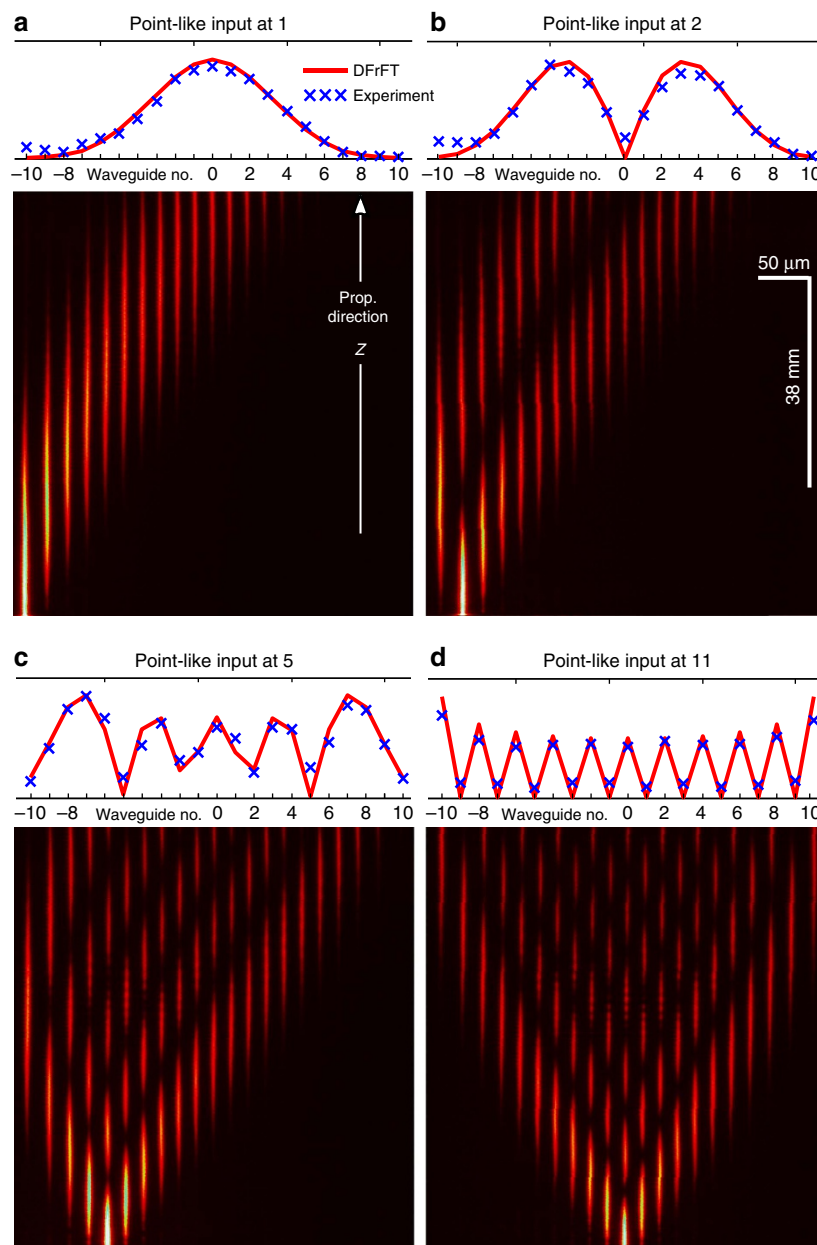 a Point-like input at 1
DFrFT
Experiment
–10 –8 Waveguide no. 0 2 4 6 8 10
Prop.
direction
Z
b Point-like input at 2
–10 –8 Waveguide no. 0 2 4 6 8 10
50 μm
38 mm
c Point-like input at 5
–10 –8 Waveguide no. 0 2 4 6 8 10
d Point-like input at 11
–10 –8 Waveguide no. 0 2 4 6 8 10